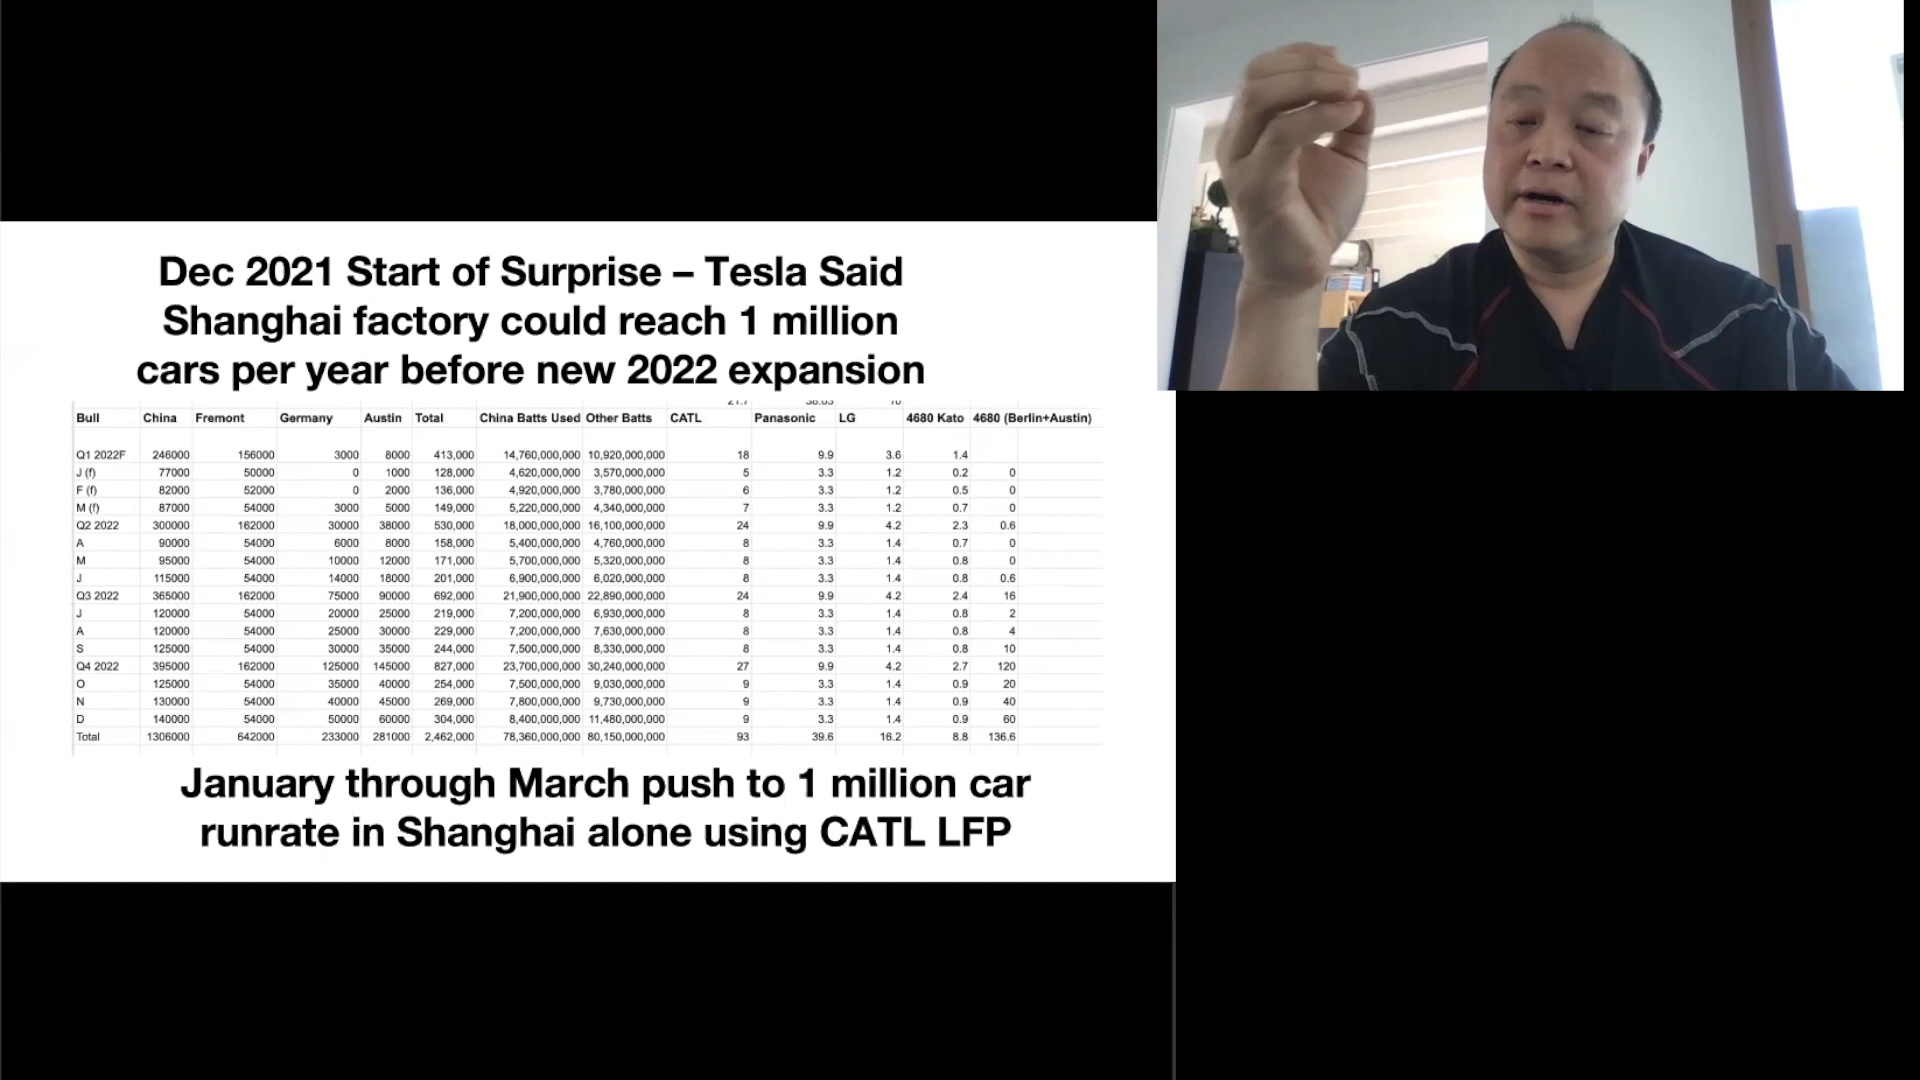 Dec 2021 Start of Surprise – Tesla Said
Shanghai factory could reach 1 million
cars per year before new 2022 expansion
21.7 38.03 10
Bull China Fremont Germany Austin Total China Batts Used Other Batts CATL Panasonic LG 4680 Kato 4680 (Berlin+Austin)
Q1 2022F 246000 156000 3000 8000 413,000 14,760,000,000 10,920,000,000 18 9.9 3.6 1.4
J (f) 77000 50000 0 1000 128,000 4,620,000,000 3,570,000,000 5 3.3 1.2 0.2 0
F (f) 82000 52000 0 2000 136,000 4,920,000,000 3,780,000,000 6 3.3 1.2 0.5 0
M (f) 87000 54000 3000 5000 149,000 5,220,000,000 4,340,000,000 7 3.3 1.2 0.7 0
Q2 2022 300000 162000 30000 38000 530,000 18,000,000,000 16,100,000,000 24 9.9 4.2 2.3 0.6
A 90000 54000 6000 8000 158,000 5,400,000,000 4,760,000,000 8 3.3 1.4 0.7 0
M 95000 54000 10000 12000 171,000 5,700,000,000 5,320,000,000 8 3.3 1.4 0.8 0
J 115000 54000 14000 18000 201,000 6,900,000,000 6,020,000,000 8 3.3 1.4 0.8 0.6
Q3 2022 365000 162000 75000 90000 692,000 21,900,000,000 22,890,000,000 24 9.9 4.2 2.4 16
J 120000 54000 20000 25000 219,000 7,200,000,000 6,930,000,000 8 3.3 1.4 0.8 2
A 120000 54000 25000 30000 229,000 7,200,000,000 7,630,000,000 8 3.3 1.4 0.8 4
S 125000 54000 30000 35000 244,000 7,500,000,000 8,330,000,000 8 3.3 1.4 0.8 10
Q4 2022 395000 162000 125000 145000 827,000 23,700,000,000 30,240,000,000 27 9.9 4.2 2.7 120
O 125000 54000 35000 40000 254,000 7,500,000,000 9,030,000,000 9 3.3 1.4 0.9 20
N 130000 54000 40000 45000 269,000 7,800,000,000 9,730,000,000 9 3.3 1.4 0.9 40
D 140000 54000 50000 60000 304,000 8,400,000,000 11,480,000,000 9 3.3 1.4 0.9 60
Total 1306000 642000 233000 281000 2,462,000 78,360,000,000 80,150,000,000 93 39.6 16.2 8.8 136.6
January through March push to 1 million car
runrate in Shanghai alone using CATL LFP